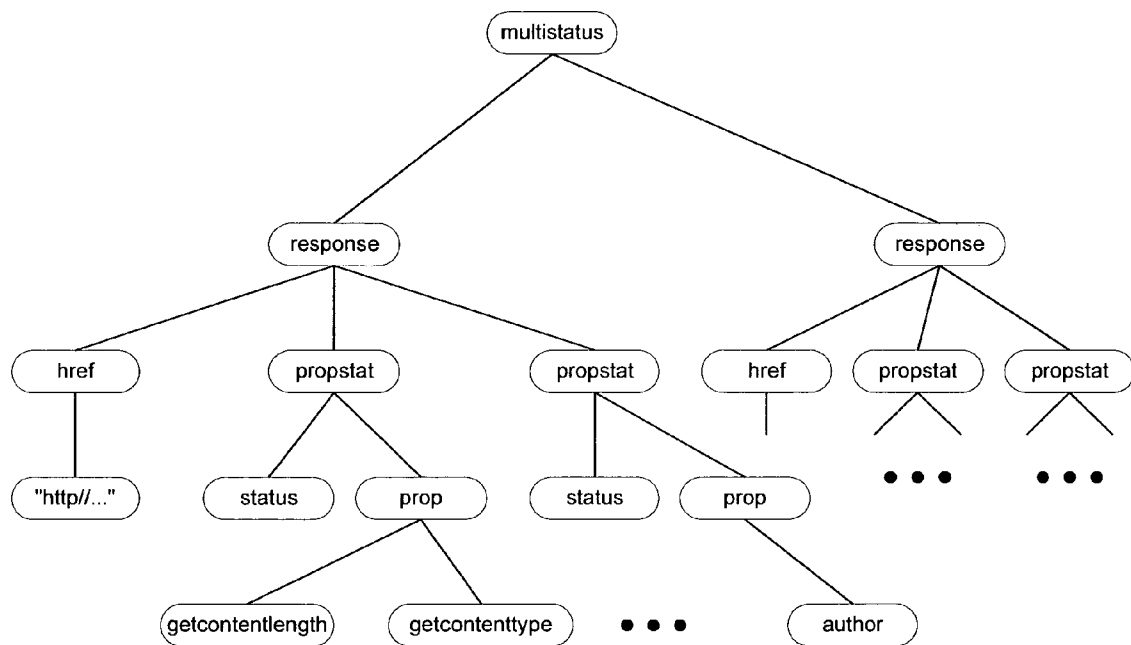 multistatus
response response
href propstat propstat href propstat propstat
"http//..." status prop status prop
getcontentlength getcontenttype author